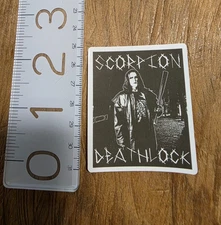 SCORPION
DEATHLOCK
0 1 2 3